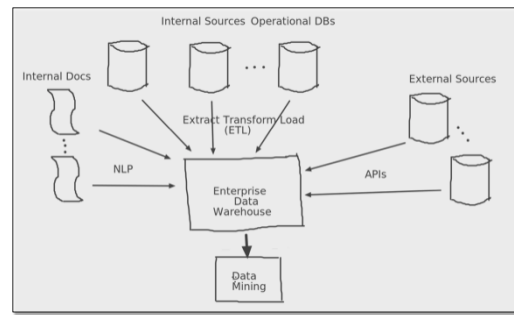 Internal Sources Operational DBs
Internal Docs
External Sources
Extract Transform Load
(ETL)
NLP
APIs
Enterprise
Data
Warehouse
Data
Mining